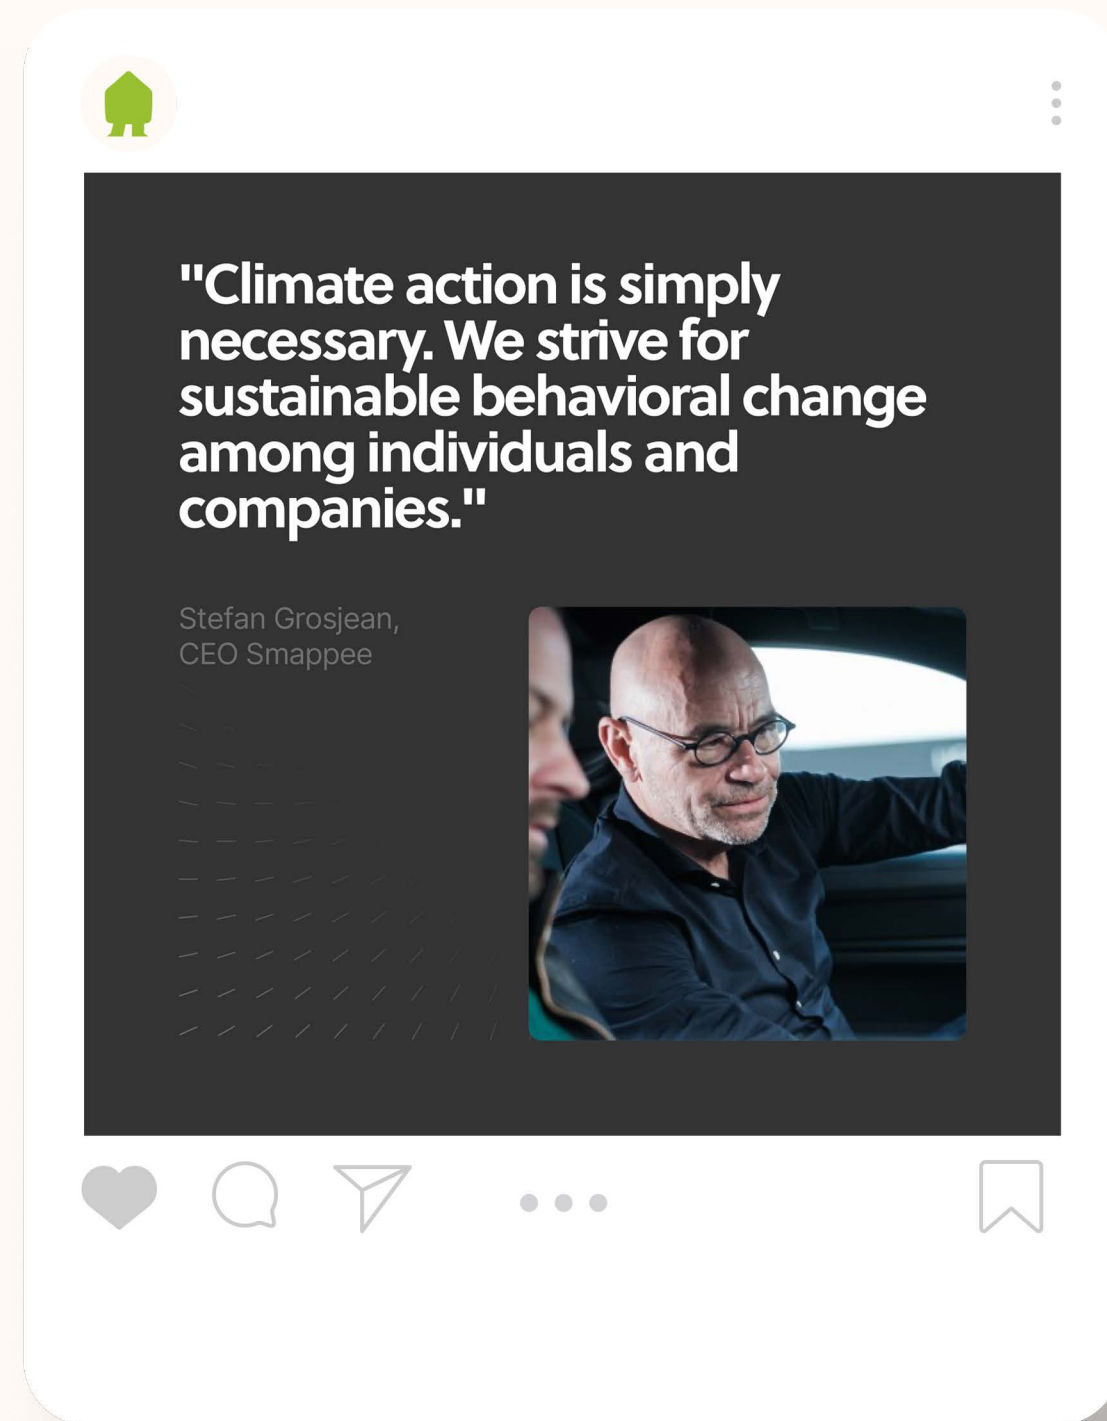 "Climate action is simply
necessary. We strive for
sustainable behavioral change
among individuals and
companies."
Stefan Grosjean,
CEO Smappee